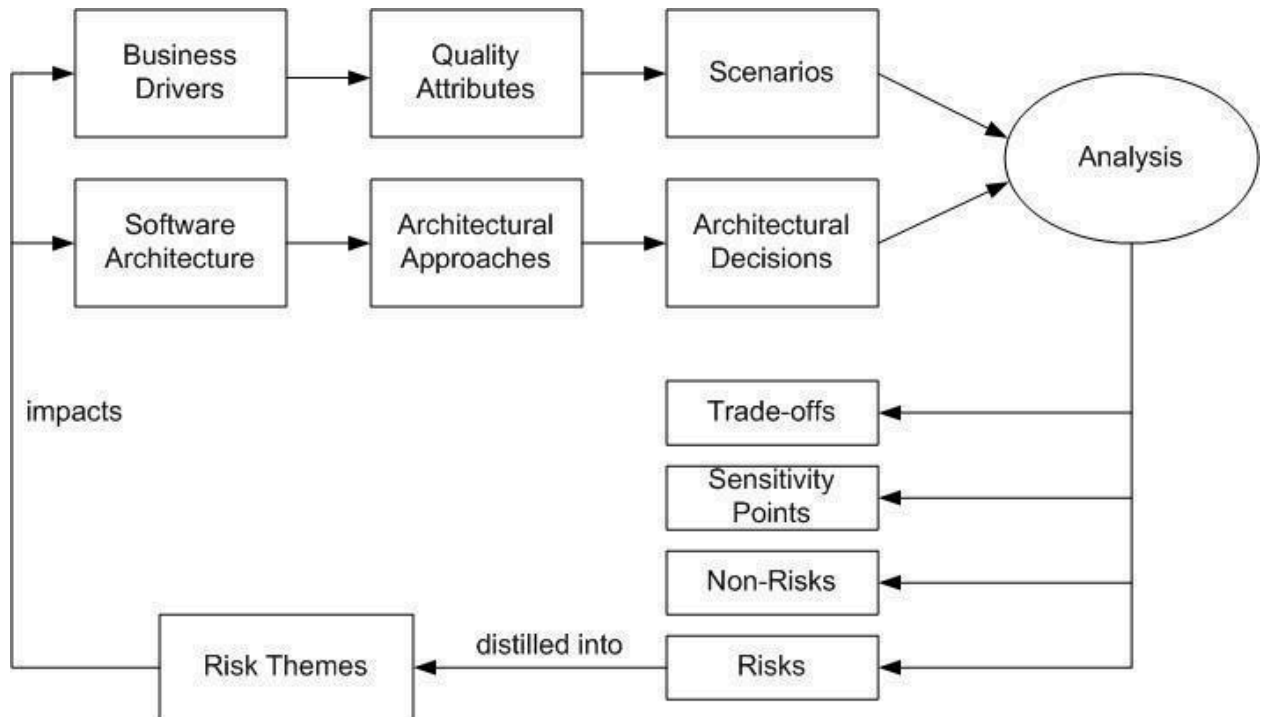 Business
Drivers
Quality
Attributes
Scenarios
Analysis
Software
Architecture
Architectural
Approaches
Architectural
Decisions
impacts
Trade-offs
Sensitivity
Points
Non-Risks
Risk Themes
distilled into
Risks